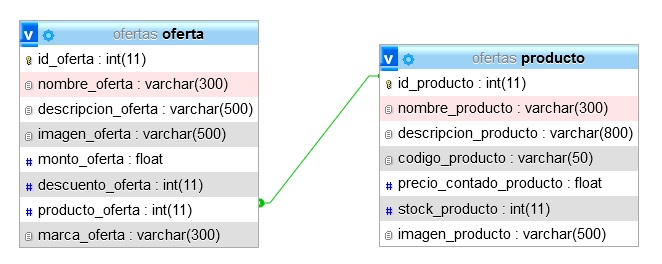 v ofertas oferta
id_oferta : int(11)
nombre_oferta : varchar(300)
descripcion_oferta : varchar(500)
imagen_oferta : varchar(500)
# monto_oferta : float
# descuento_oferta : int(11)
# producto_oferta : int(11)
marca_oferta : varchar(300)
v ofertas producto
id_producto : int(11)
nombre_producto : varchar(300)
descripcion_producto : varchar(800)
codigo_producto : varchar(50)
# precio_contado_producto : float
# stock_producto : int(11)
imagen_producto : varchar(500)